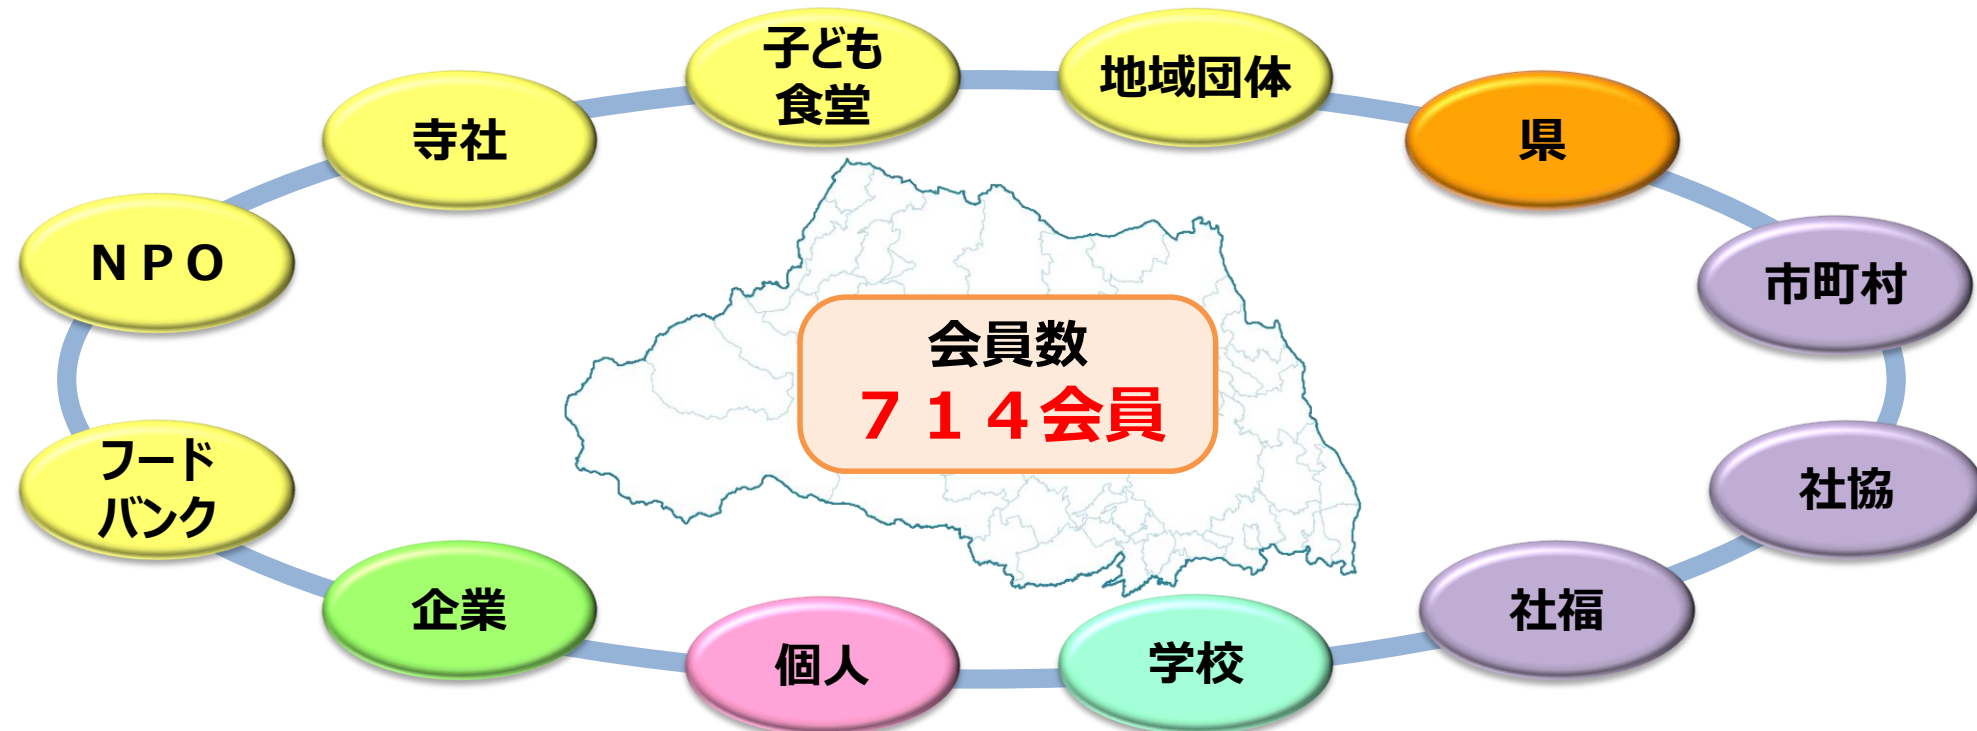 子ども
食堂
地域団体
寺社
県
ＮＰＯ
市町村
会員数
７１４会員
フード
バンク
社協
企業
社福
個人
学校